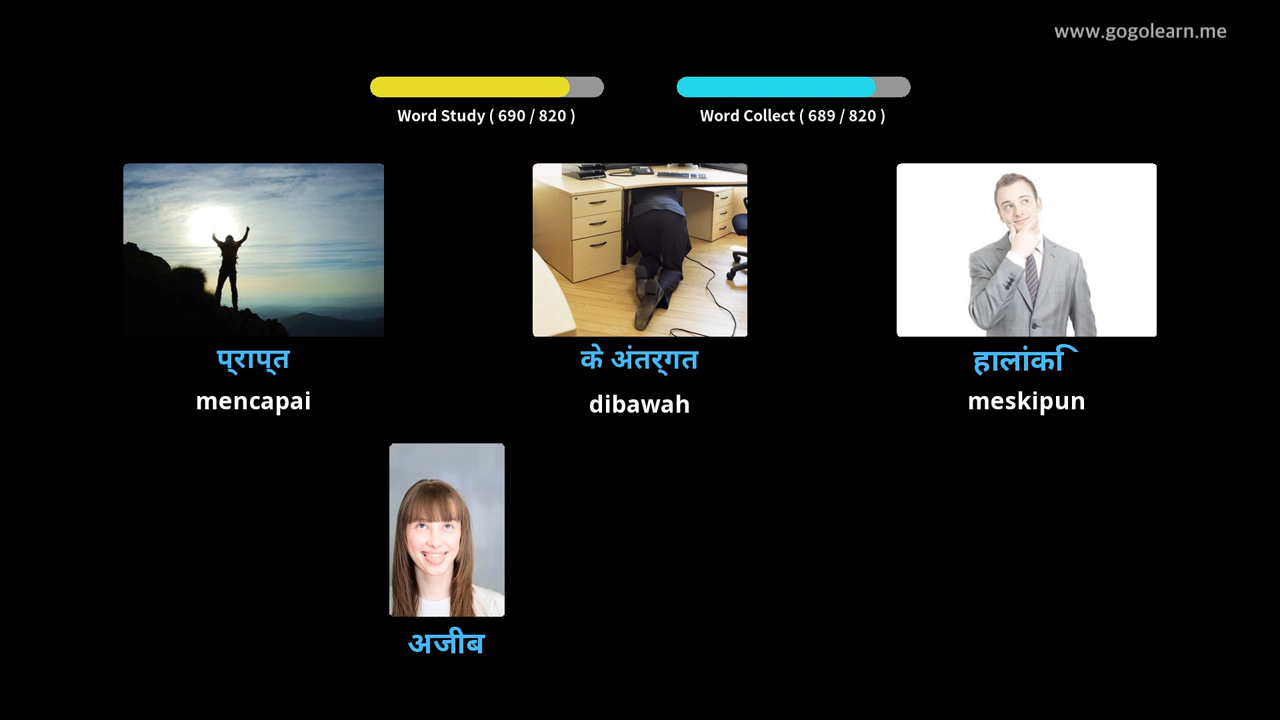 www.gogolearn.me
Word Study ( 690 / 820 )
Word Collect ( 689 / 820 )
प्राप्त
के अंतर्गत
हालांकि
mencapai
dibawah
meskipun
अजीब